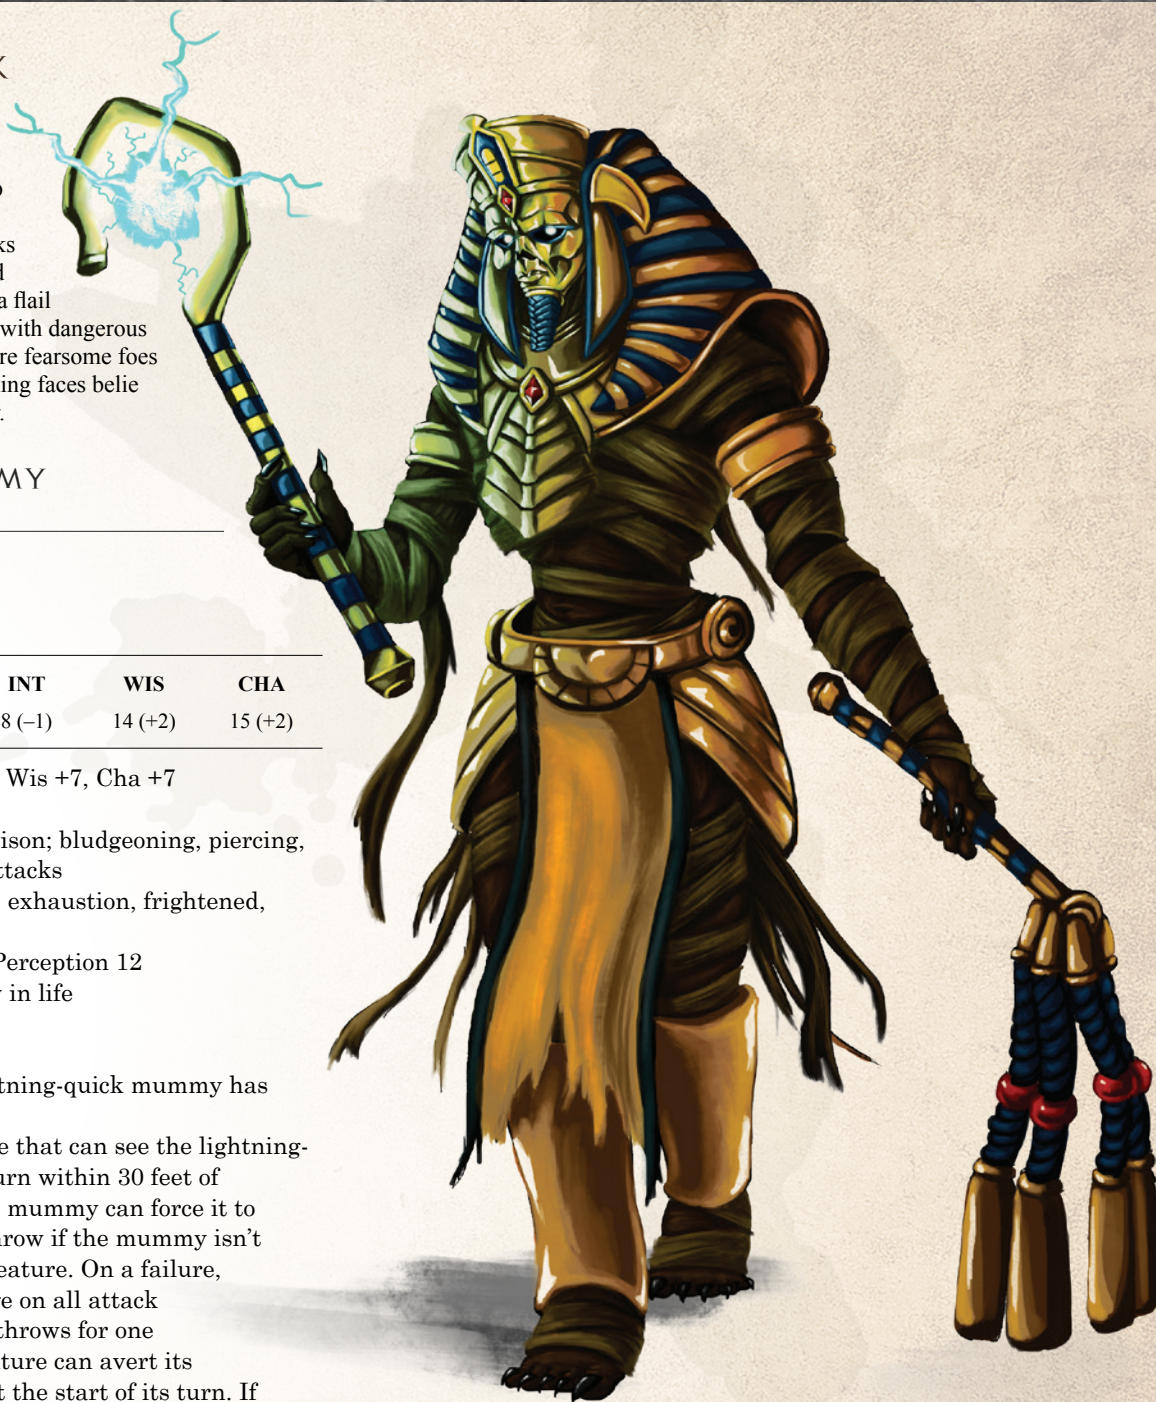 K
ks
d
a flail
with dangerous
re fearsome foes
ing faces belie
MY
INT WIS CHA
8 (–1) 14 (+2) 15 (+2)
Wis +7, Cha +7
ison; bludgeoning, piercing,
ttacks
exhaustion, frightened,
Perception 12
y in life
tning-quick mummy has
e that can see the lightning-
urn within 30 feet of
mummy can force it to
hrow if the mummy isn’t
eature. On a failure,
e on all attack
throws for one
ature can avert its
t the start of its turn. If